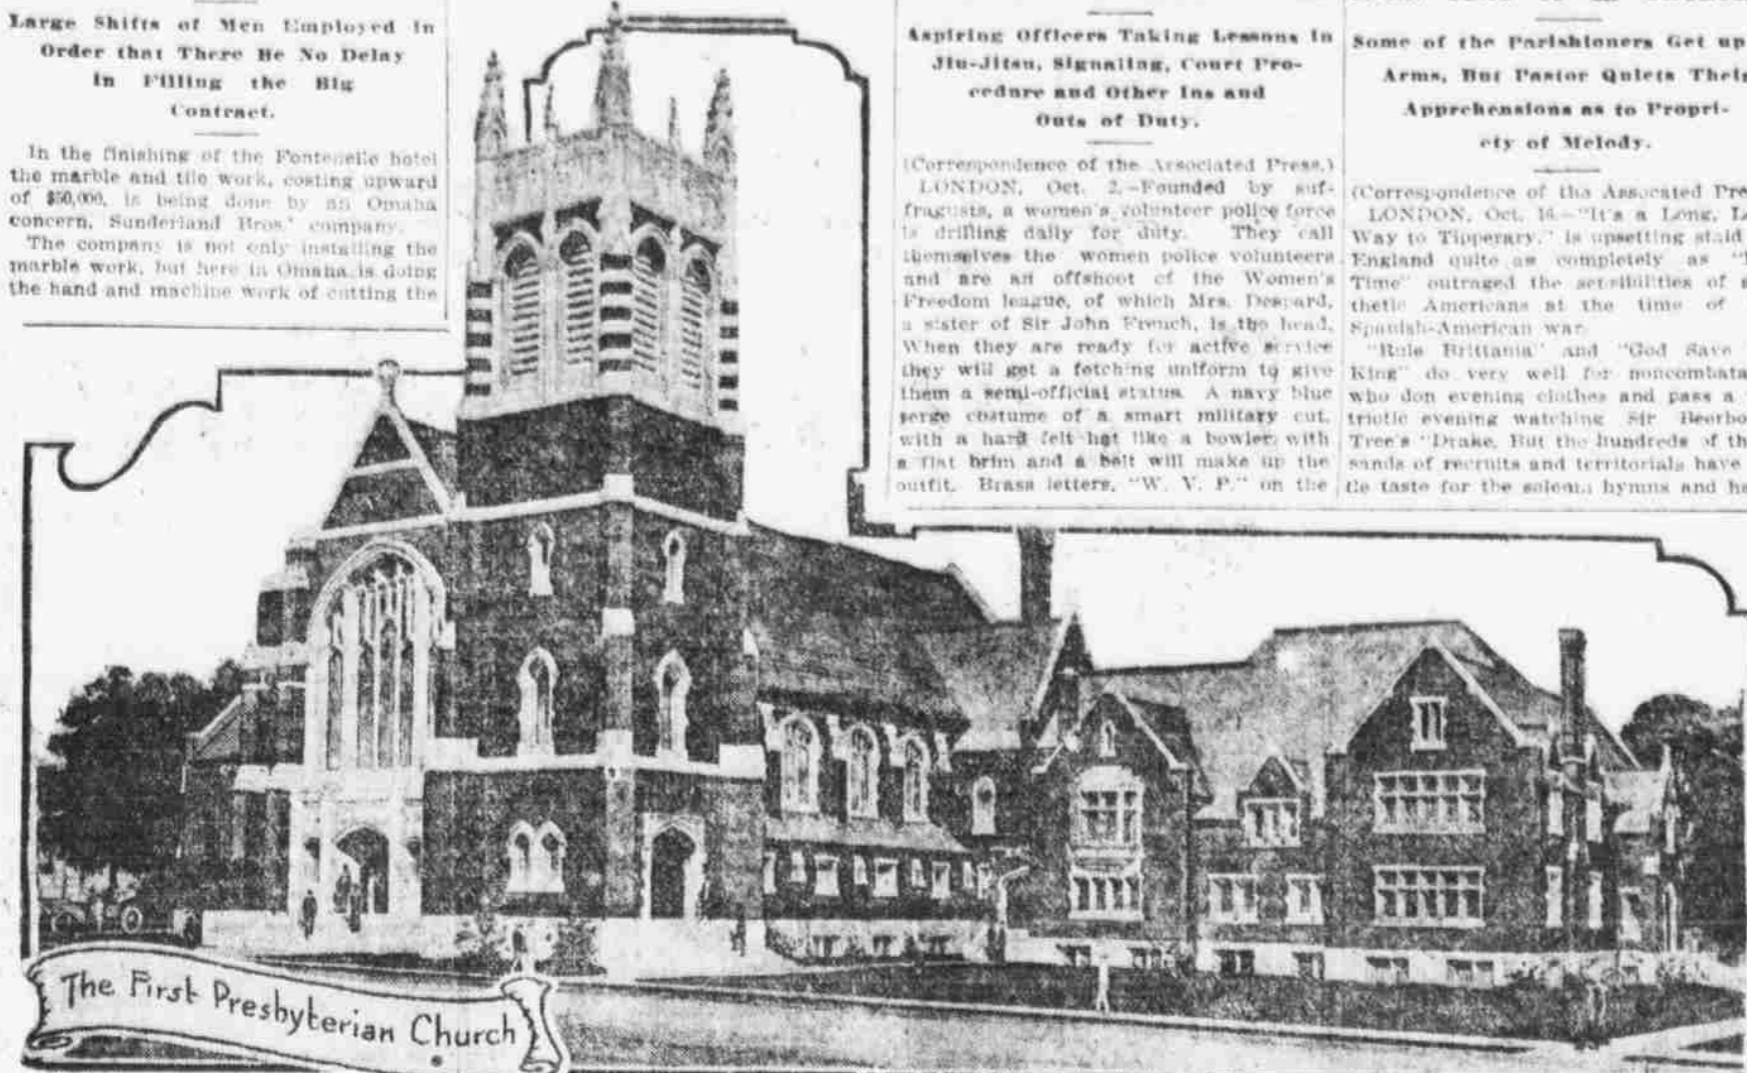 Large Shifts of Men Employed in
Order that There Be No Delay
in Filling the Big
Contract.
In the finishing of the Fontenelle hotel
the marble and tile work, costing upward
of $50,000, is being done by an Omaha
concern, Sunderland Bros' company.
The company is not only installing the
marble work, but here in Omaha is doing
the hand and machine work of cutting the
Aspiring Officers Taking Lessons in
Jiu-Jitsu, Signaling, Court Pro-
cedure and Other Ins and
Outs of Duty.
(Correspondence of the Associated Press.)
LONDON, Oct. 2.—Founded by suf-
fragists, a women's volunteer police force
is drilling daily for duty. They call
themselves the women police volunteers
and are an offshoot of the Women's
Freedom league, of which Mrs. Despard,
a sister of Sir John French, is the head.
When they are ready for active service
they will get a fetching uniform to give
them a semi-official status. A navy blue
serge costume of a smart military cut,
with a hard felt hat like a bowler with
a flat brim and a belt will make up the
outfit. Brass letters, "W. V. P." on the
Some of the Parishioners Get up
Arms, But Pastor Quiets Their
Apprehensions as to Propri-
ety of Melody.
(Correspondence of the Assocated Pre
LONDON, Oct. 16.—"It's a Long, L
Way to Tipperary," is upsetting staid
England quite as completely as
Time" outraged the sensibilities of
thetic Americans at the time of
Spanish-American war.
"Rule Brittania" and "God Save
King" do very well for noncombata
who don evening clothes and pass a
triotic evening watching Sir Beerbo
Tree's "Drake. But the hundreds of th
sands of recruits and territorials have
tle taste for the solemn hymns and he
The First Presbyterian Church